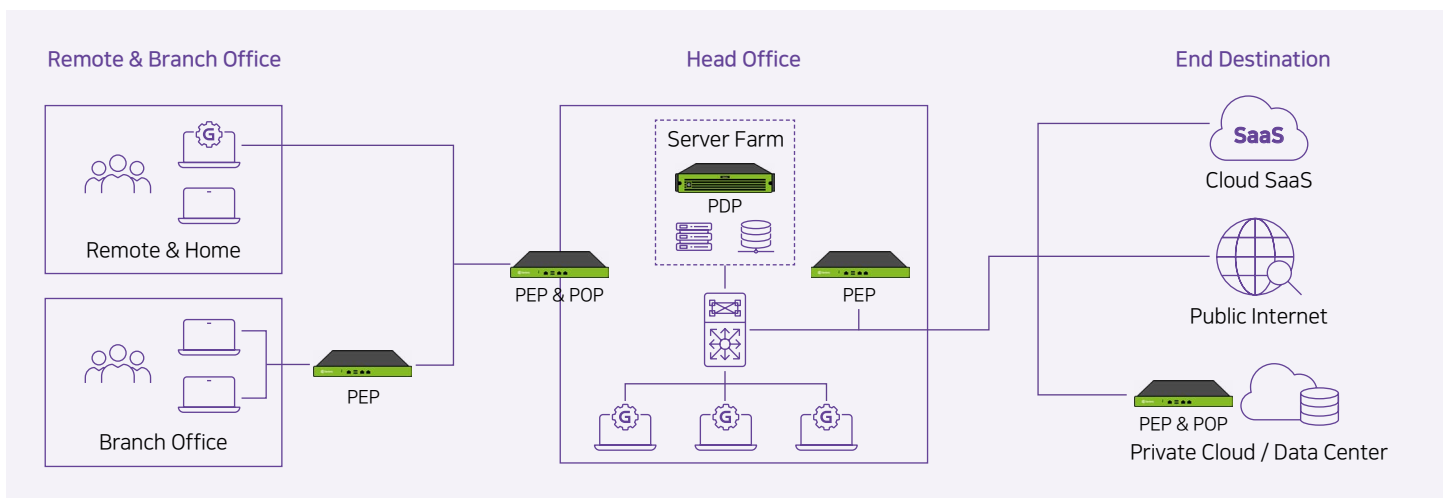 Remote & Branch Office
Head Office
End Destination
G
Remote & Home
Branch Office
PEP
PEP & POP
Server Farm
PDP
PEP
G
G
G
SaaS
Cloud SaaS
Public Internet
PEP & POP
Private Cloud / Data Center